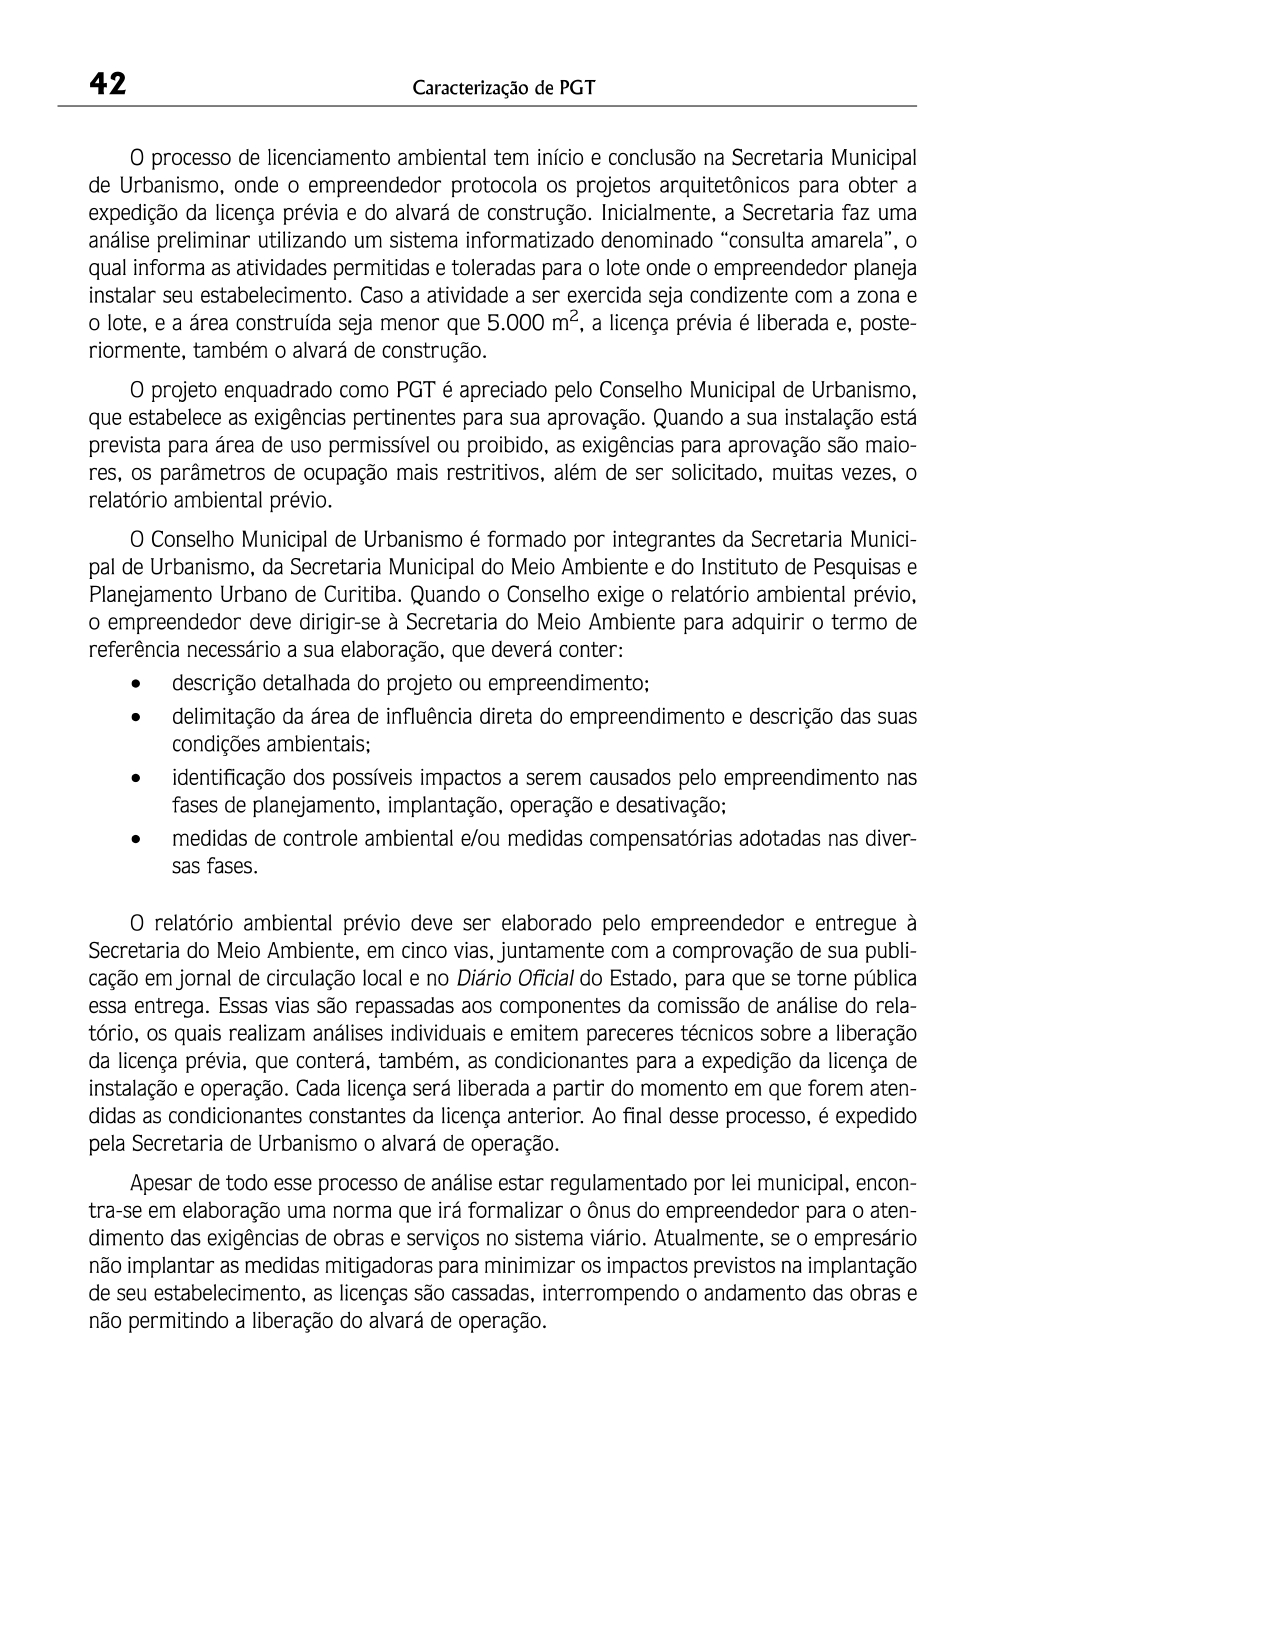 42
Caracterização de PGT
O processo de licenciamento ambiental tem início e conclusão na Secretaria Municipal
de Urbanismo, onde o empreendedor protocola os projetos arquitetônicos para obter a
expedição da licença prévia e do alvará de construção. Inicialmente, a Secretaria faz uma
análise preliminar utilizando um sistema informatizado denominado “consulta amarela”, o
qual informa as atividades permitidas e toleradas para o lote onde o empreendedor planeja
instalar seu estabelecimento. Caso a atividade a ser exercida seja condizente com a zona e
o lote, e a área construída seja menor que 5.000 m², a licença prévia é liberada e, poste-
riormente, também o alvará de construção.
O projeto enquadrado como PGT é apreciado pelo Conselho Municipal de Urbanismo,
que estabelece as exigências pertinentes para sua aprovação. Quando a sua instalação está
prevista para área de uso permissível ou proibido, as exigências para aprovação são maio-
res, os parâmetros de ocupação mais restritivos, além de ser solicitado, muitas vezes, o
relatório ambiental prévio.
O Conselho Municipal de Urbanismo é formado por integrantes da Secretaria Munici-
pal de Urbanismo, da Secretaria Municipal do Meio Ambiente e do Instituto de Pesquisas e
Planejamento Urbano de Curitiba. Quando o Conselho exige o relatório ambiental prévio,
o empreendedor deve dirigir-se à Secretaria do Meio Ambiente para adquirir o termo de
referência necessário a sua elaboração, que deverá conter:
• descrição detalhada do projeto ou empreendimento;
• delimitação da área de influência direta do empreendimento e descrição das suas
condições ambientais;
• identificação dos possíveis impactos a serem causados pelo empreendimento nas
fases de planejamento, implantação, operação e desativação;
• medidas de controle ambiental e/ou medidas compensatórias adotadas nas diver-
sas fases.
O relatório ambiental prévio deve ser elaborado pelo empreendedor e entregue à
Secretaria do Meio Ambiente, em cinco vias, juntamente com a comprovação de sua publi-
cação em jornal de circulação local e no Diário Oficial do Estado, para que se torne pública
essa entrega. Essas vias são repassadas aos componentes da comissão de análise do rela-
tório, os quais realizam análises individuais e emitem pareceres técnicos sobre a liberação
da licença prévia, que conterá, também, as condicionantes para a expedição da licença de
instalação e operação. Cada licença será liberada a partir do momento em que forem aten-
didas as condicionantes constantes da licença anterior. Ao final desse processo, é expedido
pela Secretaria de Urbanismo o alvará de operação.
Apesar de todo esse processo de análise estar regulamentado por lei municipal, encon-
tra-se em elaboração uma norma que irá formalizar o ônus do empreendedor para o aten-
dimento das exigências de obras e serviços no sistema viário. Atualmente, se o empresário
não implantar as medidas mitigadoras para minimizar os impactos previstos na implantação
de seu estabelecimento, as licenças são cassadas, interrompendo o andamento das obras e
não permitindo a liberação do alvará de operação.